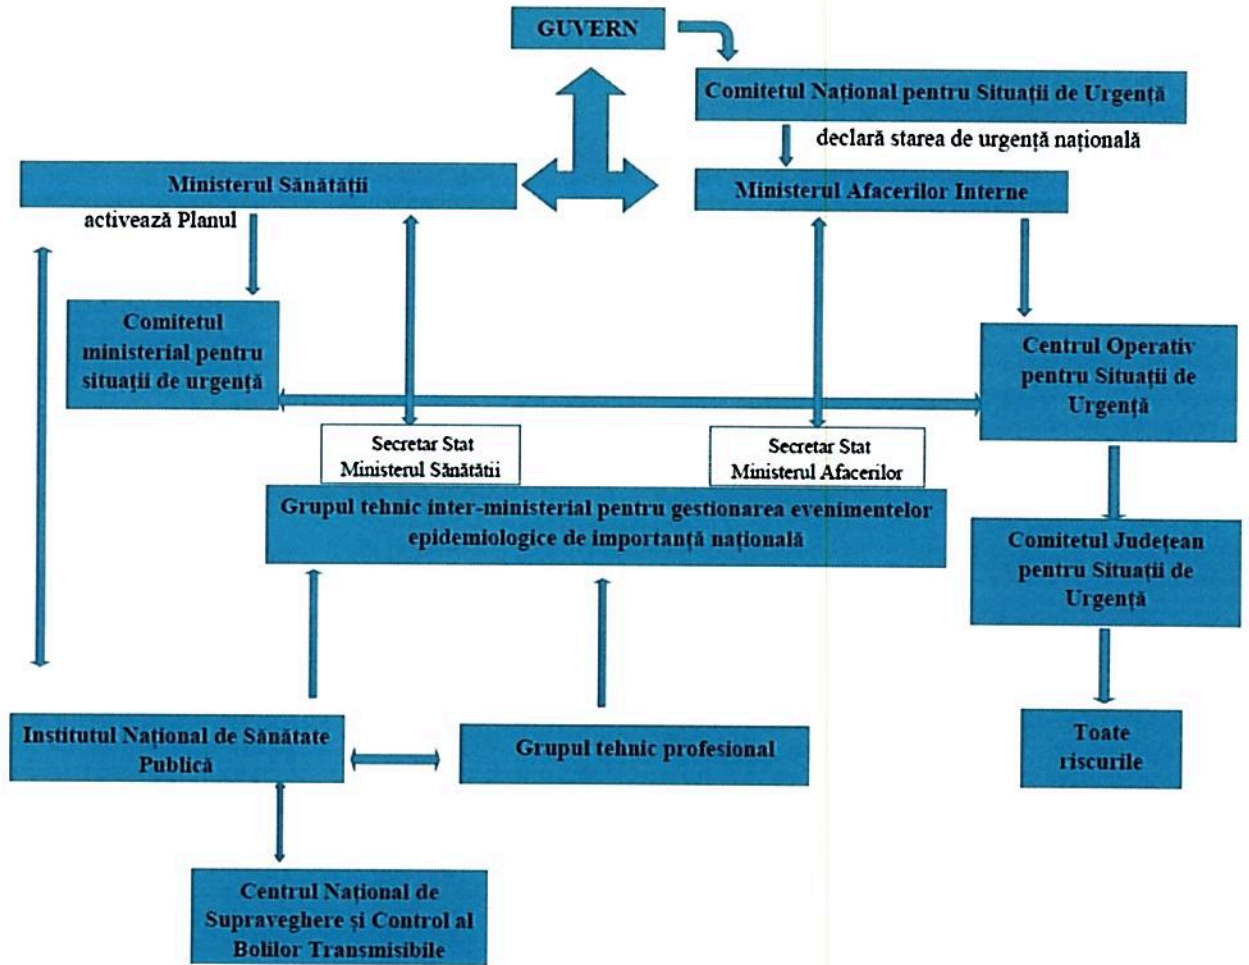 GUVERN
Comitetul Național pentru Situații de Urgență
declară starea de urgență națională
Ministerul Sănătății
Ministerul Afacerilor Interne
activează Planul
Comitetul
ministerial pentru
situații de urgență
Centrul Operativ
pentru Situații de
Urgență
Secretar Stat
Ministerul Sănătătii
Secretar Stat
Ministerul Afacerilor
Grupul tehnic inter-ministerial pentru gestionarea evenimentelor
epidemiologice de importanță națională
Comitetul Județean
pentru Situații de
Urgență
Institutul Național de Sănătate
Publică
Grupul tehnic profesional
Toate
riscurile
Centrul Național de
Supraveghere și Control al
Bolilor Transmisibile